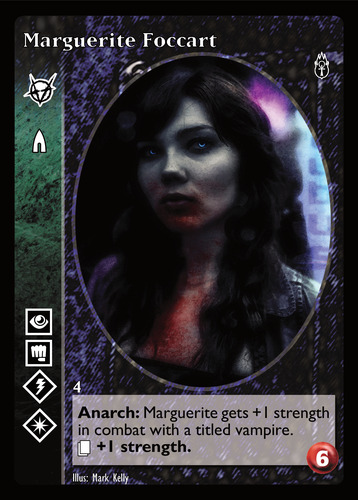 Marguerite Foccart
4
Anarch: Marguerite gets +1 strength
in combat with a titled vampire.
+1 strength.
6
Illus: Mark Kelly